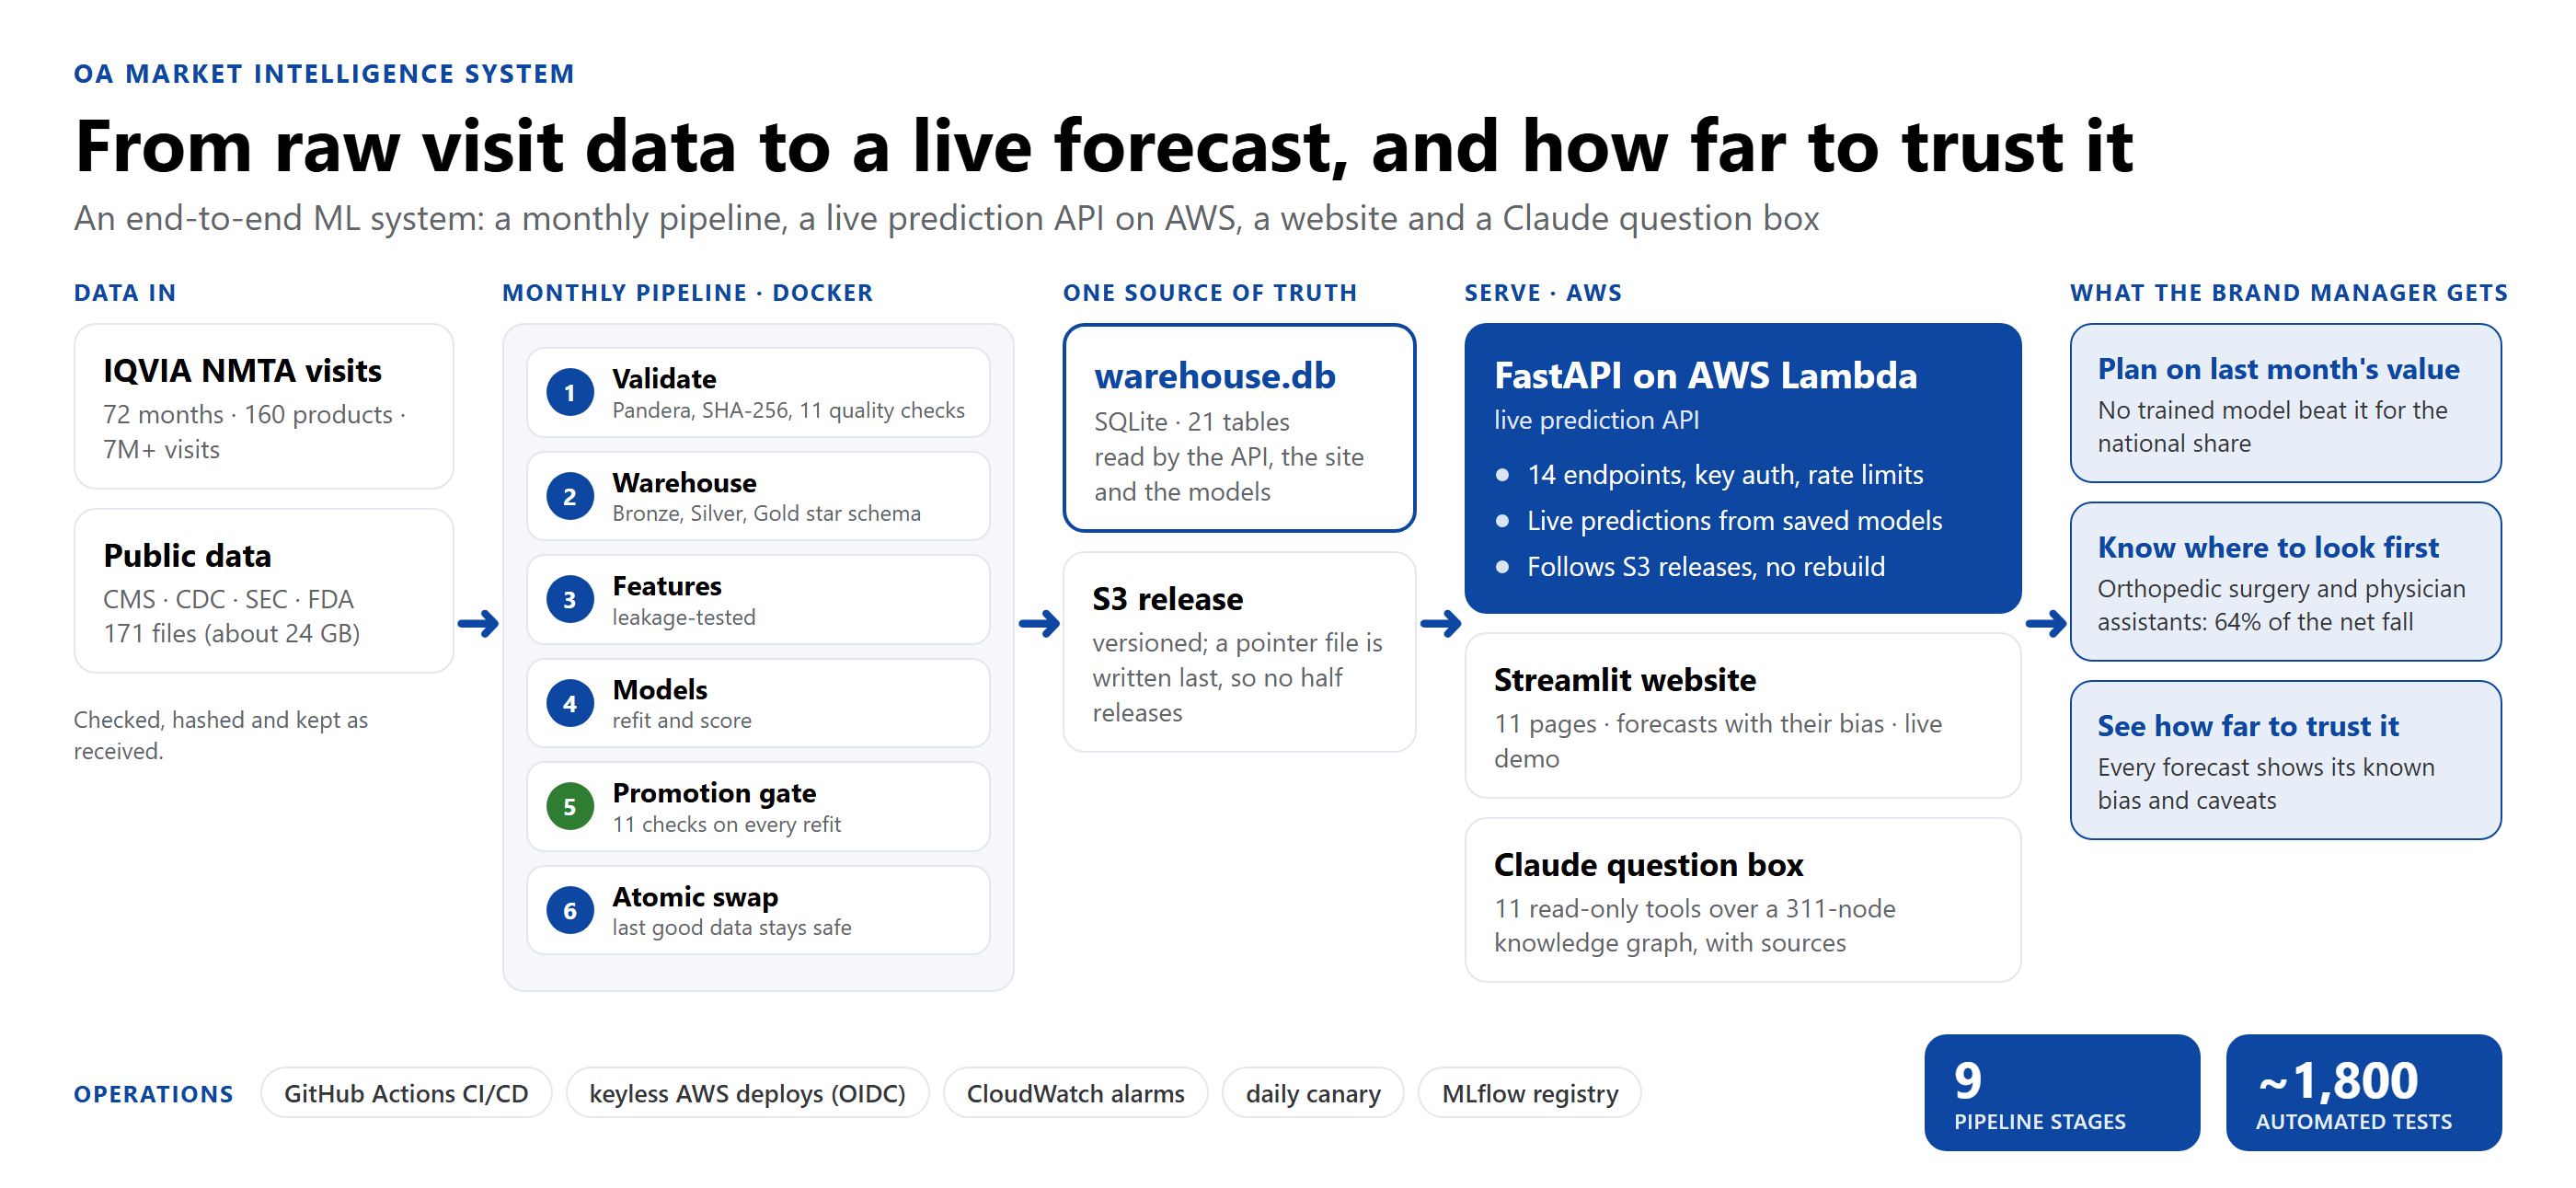 OA MARKET INTELLIGENCE SYSTEM
From raw visit data to a live forecast, and how far to trust it
An end-to-end ML system: a monthly pipeline, a live prediction API on AWS, a website and a Claude question box
DATA IN
IQVIA NMTA visits
72 months · 160 products ·
7M+ visits
Public data
CMS · CDC · SEC · FDA
171 files (about 24 GB)
Checked, hashed and kept as
received.
MONTHLY PIPELINE · DOCKER
1
Validate
Pandera, SHA-256, 11 quality checks
2
Warehouse
Bronze, Silver, Gold star schema
3
Features
leakage-tested
4
Models
refit and score
5
Promotion gate
11 checks on every refit
6
Atomic swap
last good data stays safe
ONE SOURCE OF TRUTH
warehouse.db
SQLite · 21 tables
read by the API, the site
and the models
S3 release
versioned; a pointer file is
written last, so no half
releases
SERVE · AWS
FastAPI on AWS Lambda
live prediction API
14 endpoints, key auth, rate limits
Live predictions from saved models
Follows S3 releases, no rebuild
Streamlit website
11 pages · forecasts with their bias · live
demo
Claude question box
11 read-only tools over a 311-node
knowledge graph, with sources
WHAT THE BRAND MANAGER GETS
Plan on last month's value
No trained model beat it for the
national share
Know where to look first
Orthopedic surgery and physician
assistants: 64% of the net fall
See how far to trust it
Every forecast shows its known
bias and caveats
OPERATIONS
GitHub Actions CI/CD
keyless AWS deploys (OIDC)
CloudWatch alarms
daily canary
MLflow registry
9
PIPELINE STAGES
~1,800
AUTOMATED TESTS